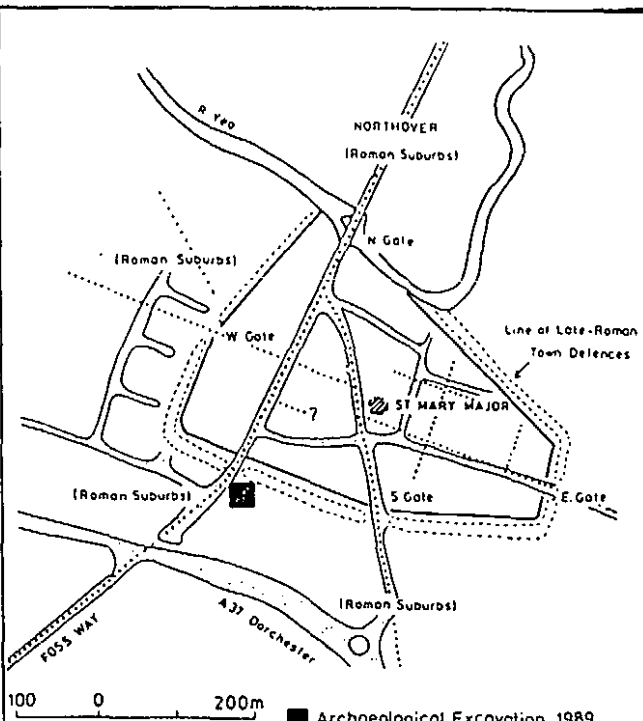 R Yeo
NORTHOVER
(Roman Suburbs)
N Gate
(Roman Suburbs)
Line of Late-Roman
Town Defences
W Gate
?
ST MARY MAJOR
(Roman Suburbs)
S Gate
E. Gate
(Roman Suburbs)
A37 Dorchester
FOSS WAY
100 0 200m
Archaeological Excavation 1989